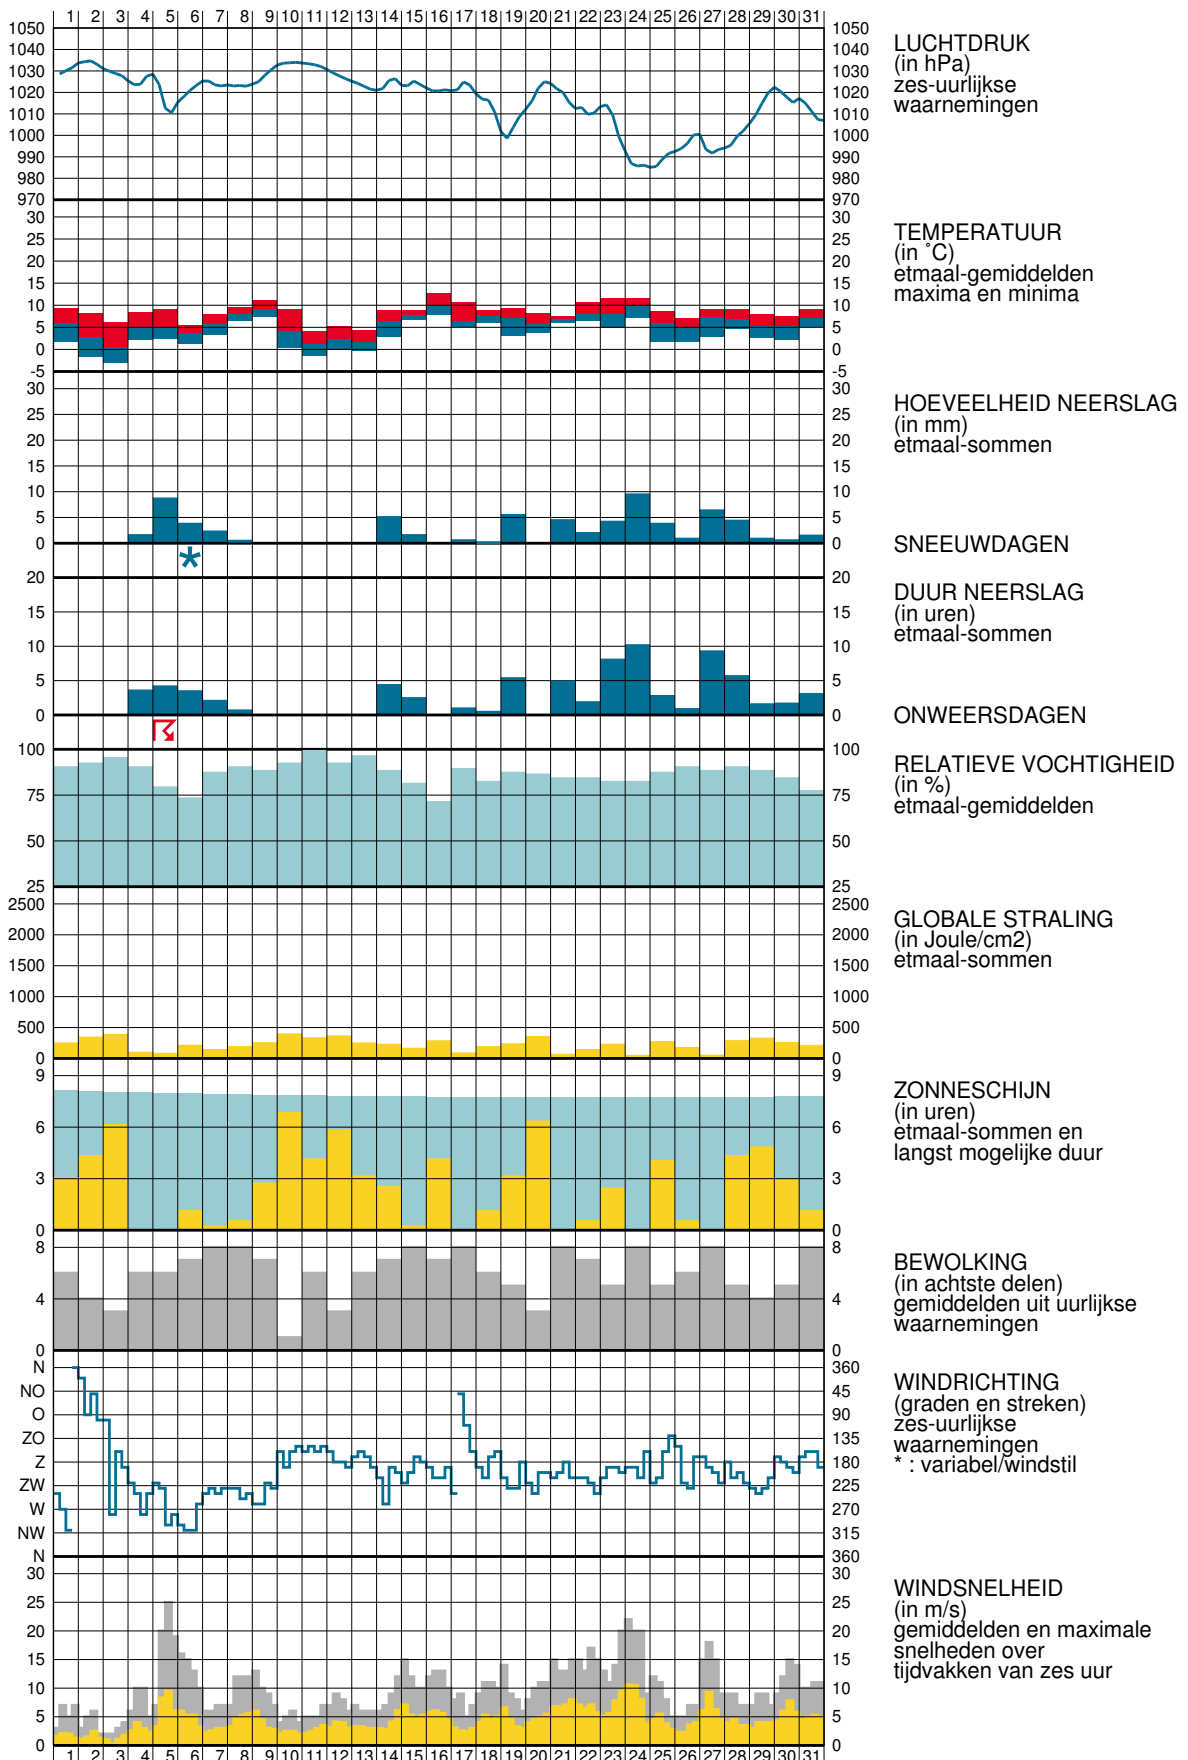 1 2 3 4 5 6 7 8 9 10 11 12 13 14 15 16 17 18 19 20 21 22 23 24 25 26 27 28 29 30 31
1050 1050
1040 1040
1030 1030
1020 1020
1010 1010
1000 1000
990 990
980 980
970 970
LUCHTDRUK
(in hPa)
zes-uurlijkse
waarnemingen
30 30
25 25
20 20
15 15
10 10
5 5
0 0
-5 -5
TEMPERATUUR
(in ˚C)
etmaal-gemiddelden
maxima en minima
30 30
25 25
20 20
15 15
10 10
5 5
0 0
HOEVEELHEID NEERSLAG
(in mm)
etmaal-sommen
SNEEUWDAGEN
20 20
15 15
10 10
5 5
0 0
DUUR NEERSLAG
(in uren)
etmaal-sommen
ONWEERSDAGEN
100 100
75 75
50 50
25 25
RELATIEVE VOCHTIGHEID
(in %)
etmaal-gemiddelden
2500 2500
2000 2000
1500 1500
1000 1000
500 500
0 0
GLOBALE STRALING
(in Joule/cm2)
etmaal-sommen
9 9
6 6
3 3
0 0
ZONNESCHIJN
(in uren)
etmaal-sommen en
langst mogelijke duur
8 8
4 4
0 0
BEWOLKING
(in achtste delen)
gemiddelden uit uurlijkse
waarnemingen
N 360
NO 45
O 90
ZO 135
Z 180
ZW 225
W 270
NW 315
N 360
WINDRICHTING
(graden en streken)
zes-uurlijkse
waarnemingen
* : variabel/windstil
30 30
25 25
20 20
15 15
10 10
5 5
0 0
WINDSNELHEID
(in m/s)
gemiddelden en maximale
snelheden over
tijdvakken van zes uur
1 2 3 4 5 6 7 8 9 10 11 12 13 14 15 16 17 18 19 20 21 22 23 24 25 26 27 28 29 30 31